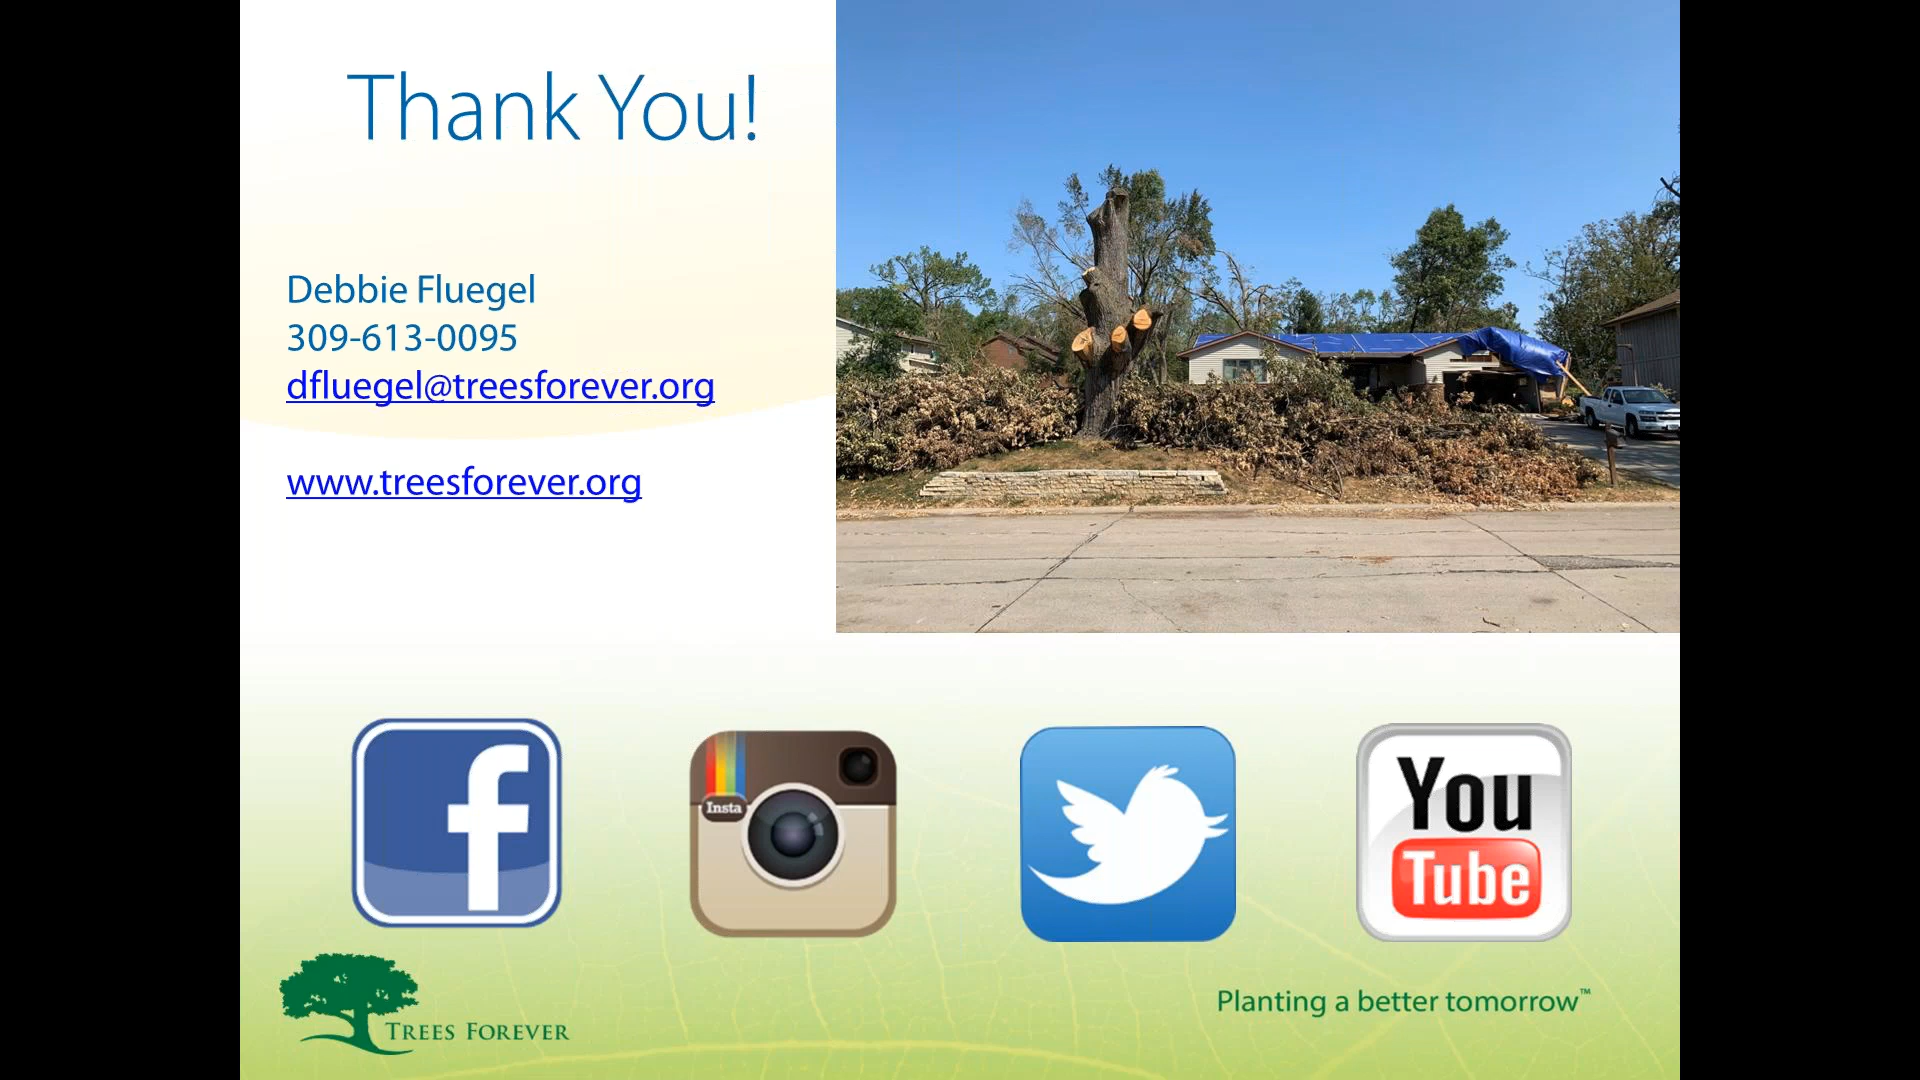 Thank You!
Debbie Fluegel
309-613-0095
dfluegel@treesforever.org
www.treesforever.org
Insta
You
Tube
Trees Forever
Planting a better tomorrow™